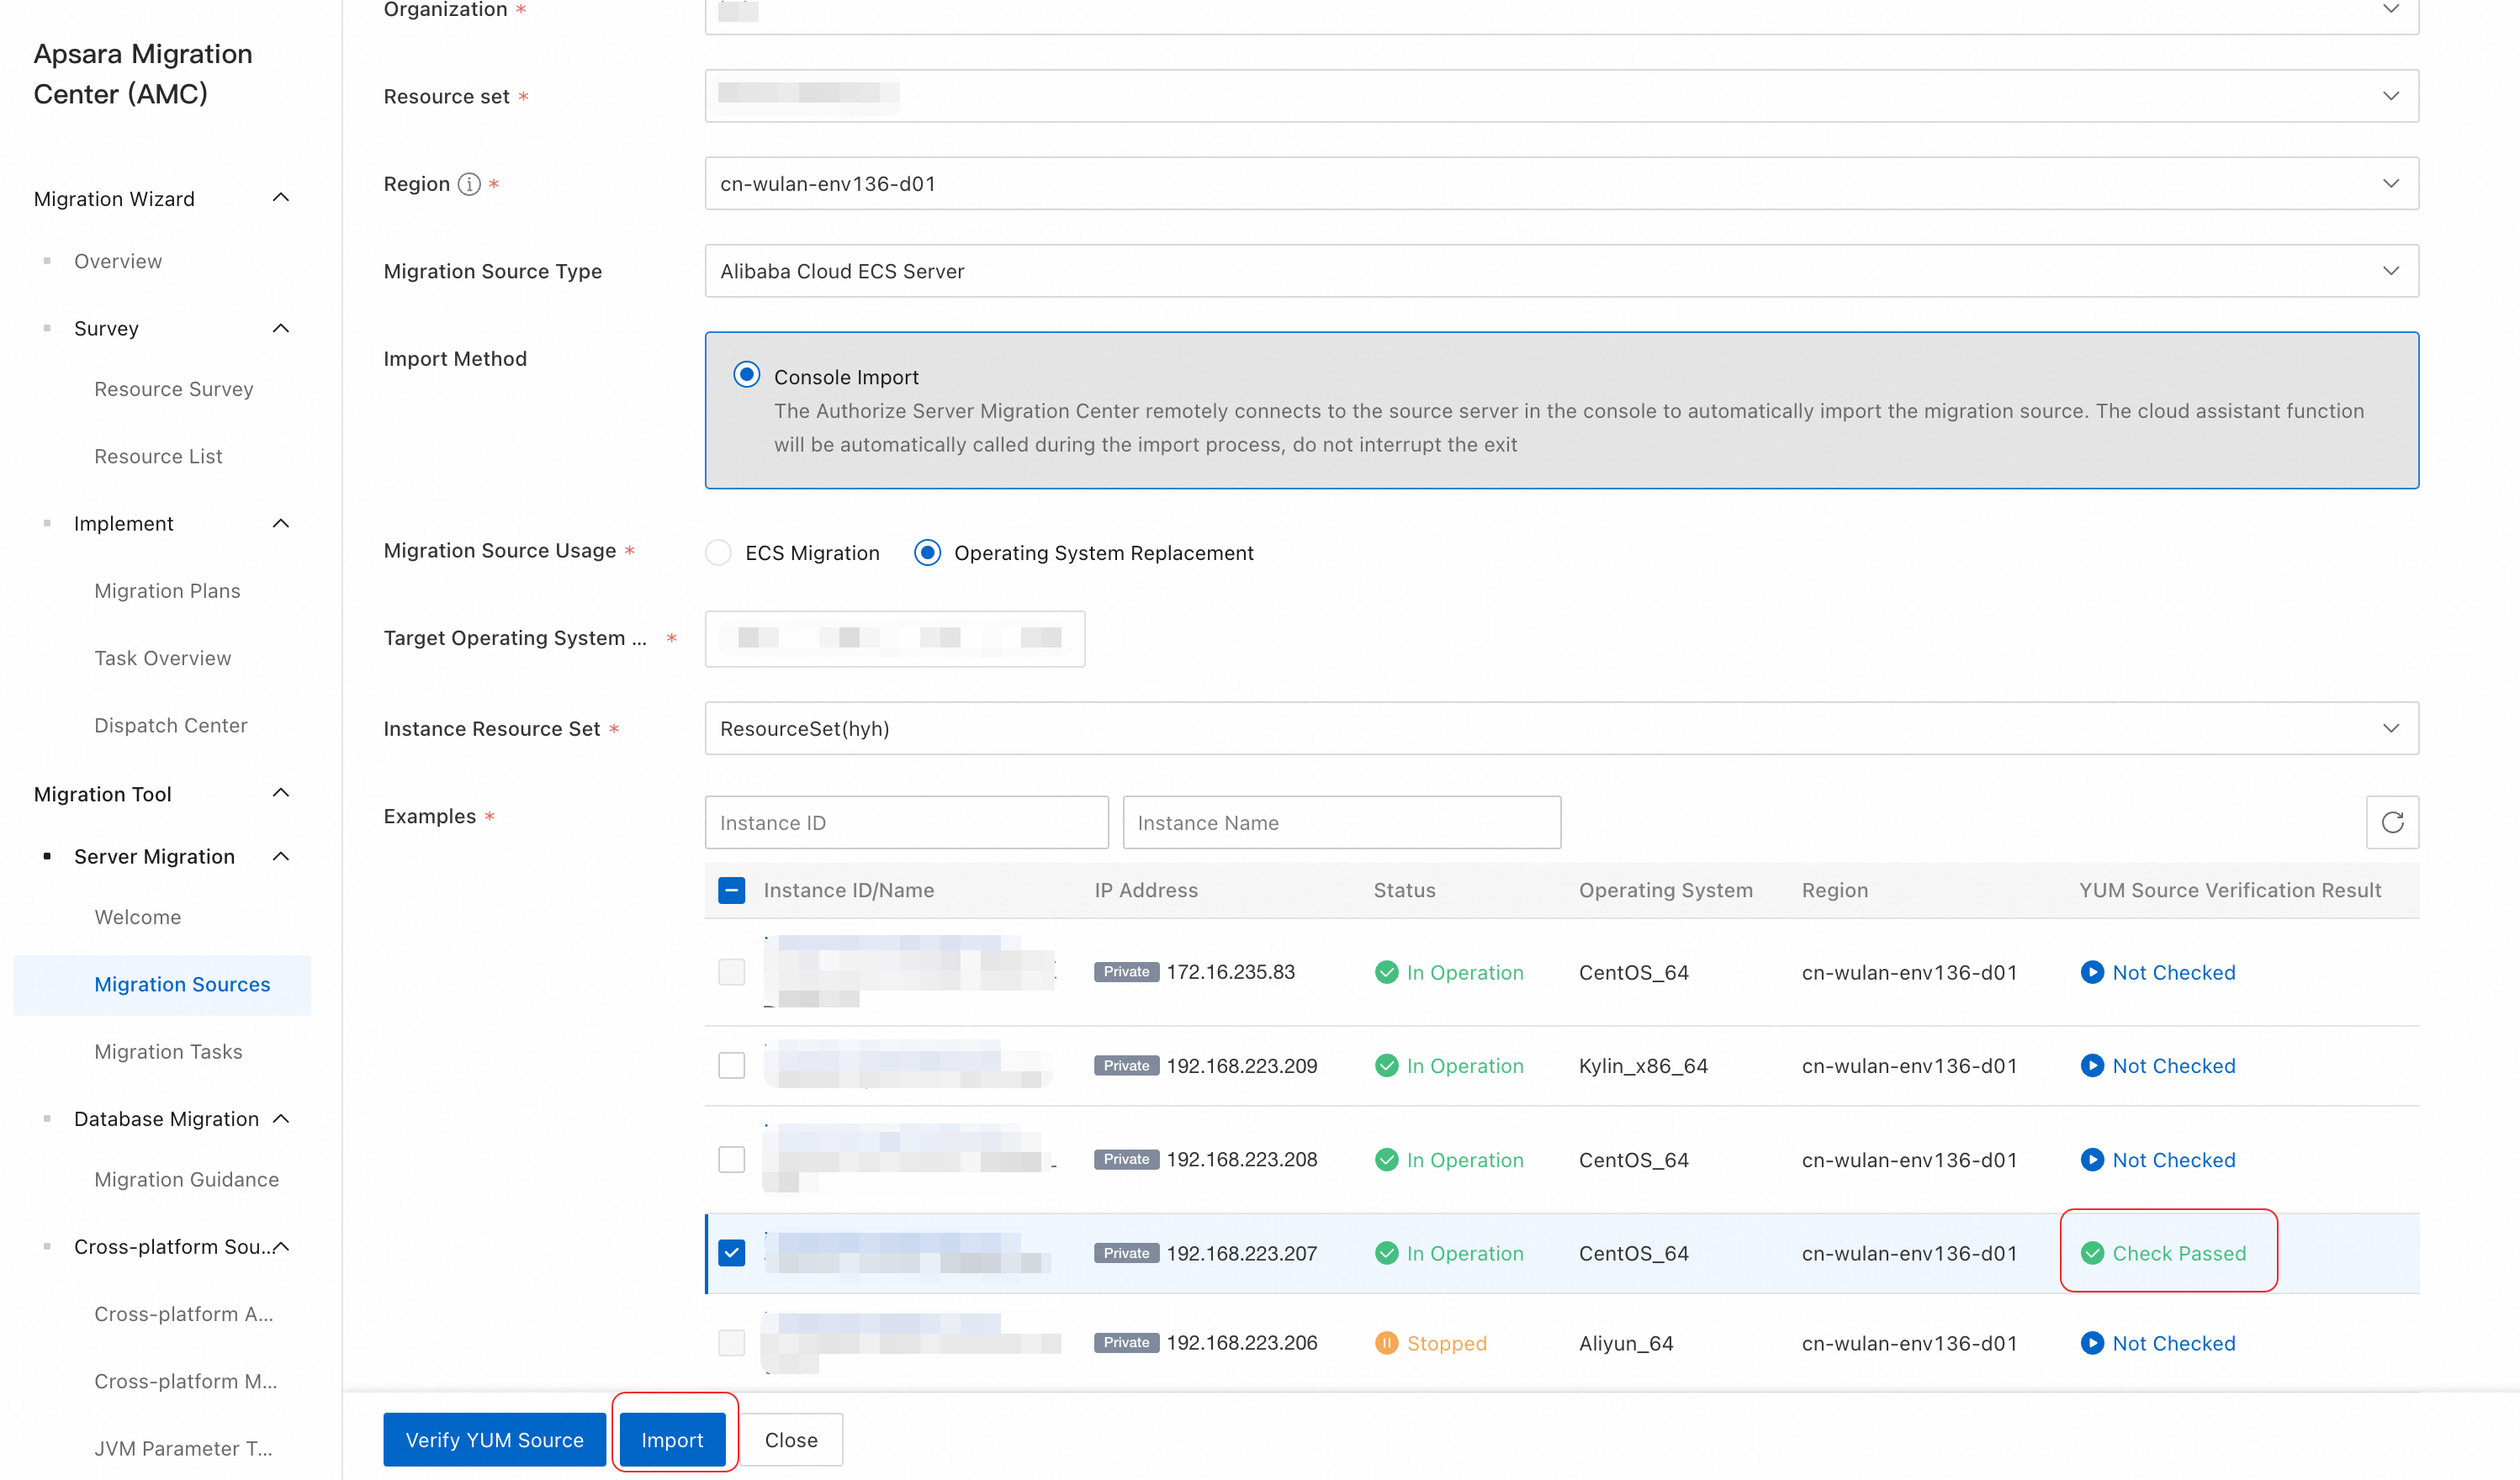 Apsara Migration
Center (AMC)
Migration Wizard
Overview
Survey
Resource Survey
Resource List
Implement
Migration Plans
Task Overview
Dispatch Center
Migration Tool
Server Migration
Welcome
Migration Sources
Migration Tasks
Database Migration
Migration Guidance
Cross-platform Sou...
Cross-platform A...
Cross-platform M...
JVM Parameter T...
Organization *
Resource set *
Region * cn-wulan-env136-d01
Migration Source Type Alibaba Cloud ECS Server
Import Method
Console Import
The Authorize Server Migration Center remotely connects to the source server in the console to automatically import the migration source. The cloud assistant function
will be automatically called during the import process, do not interrupt the exit
Migration Source Usage * ECS Migration Operating System Replacement
Target Operating System ... *
Instance Resource Set * ResourceSet(hyh)
Examples * Instance ID Instance Name
Instance ID/Name IP Address Status Operating System Region YUM Source Verification Result
Private 172.16.235.83 In Operation CentOS_64 cn-wulan-env136-d01 Not Checked
Private 192.168.223.209 In Operation Kylin_x86_64 cn-wulan-env136-d01 Not Checked
Private 192.168.223.208 In Operation CentOS_64 cn-wulan-env136-d01 Not Checked
Private 192.168.223.207 In Operation CentOS_64 cn-wulan-env136-d01 Check Passed
Private 192.168.223.206 Stopped Aliyun_64 cn-wulan-env136-d01 Not Checked
Verify YUM Source Import Close